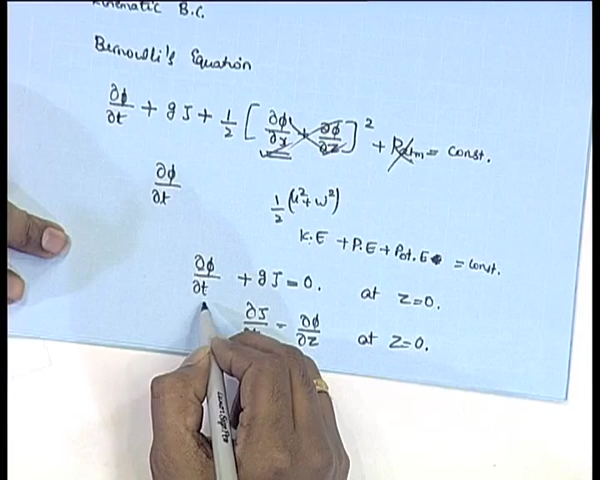 Kinematic B.C.
Bernoulli's Equation
∂ϕ/∂t + gζ + 1/2 [∂ϕ/∂x + ∂ϕ/∂z]² + Patm = const.
∂ϕ/∂t
1/2 (u² + w²)
K.E + P.E + Pot. E = const.
∂ϕ/∂t + gζ = 0. at z=0.
∂ζ/∂t = ∂ϕ/∂z at z=0.